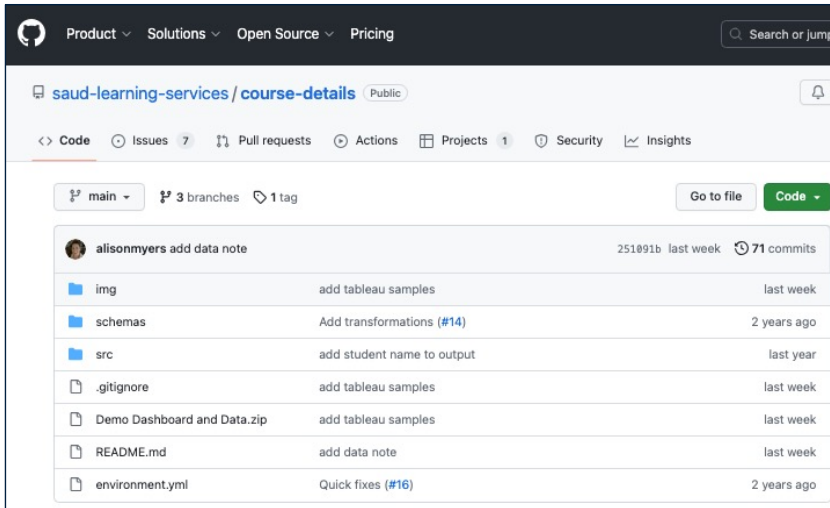 Product Solutions Open Source Pricing Search or jump
saud-learning-services / course-details Public
Code Issues 7 Pull requests Actions Projects 1 Security Insights
main 3 branches 1 tag Go to file Code
alisonmyers add data note 251091b last week 71 commits
img add tableau samples last week
schemas Add transformations (#14) 2 years ago
src add student name to output last year
.gitignore add tableau samples last week
Demo Dashboard and Data.zip add tableau samples last week
README.md add data note last week
environment.yml Quick fixes (#16) 2 years ago